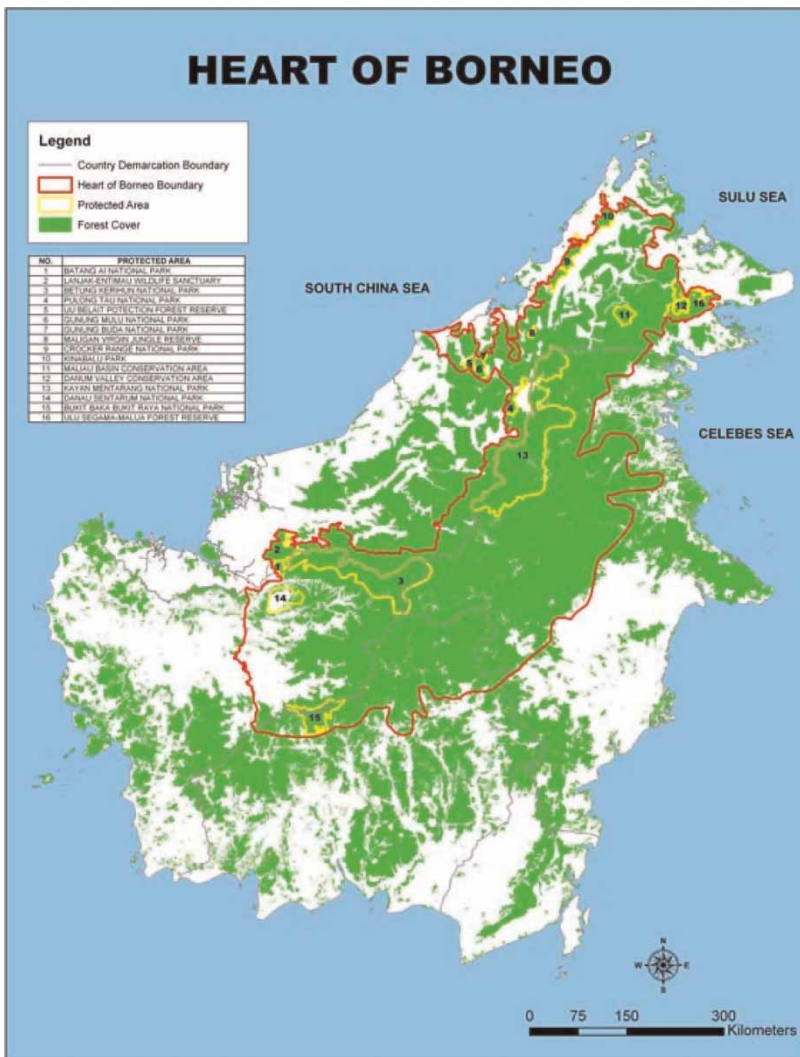 HEART OF BORNEO
Legend
Country Demarcation Boundary
Heart of Borneo Boundary
Protected Area
Forest Cover
NO. PROTECTED AREA
1 BATANG AI NATIONAL PARK
2 LANJAK-ENTIMAU WILDLIFE SANCTUARY
3 BETUNG KERIHUN NATIONAL PARK
4 PULONG TAU NATIONAL PARK
5 UU BELAIT POTECTION FOREST RESERVE
6 GUNUNG MULU NATIONAL PARK
7 GUNUNG BUDA NATIONAL PARK
8 MALIGAN VIRGIN JUNGLE RESERVE
9 CROCKER RANGE NATIONAL PARK
10 KINABALU PARK
11 MALIAU BASIN CONSERVATION AREA
12 DANUM VALLEY CONSERVATION AREA
13 KAYAN MENTARANG NATIONAL PARK
14 DANAU SENTARUM NATIONAL PARK
15 BUKIT BAKA BUKIT RAYA NATIONAL PARK
16 ULU SEGAMA-MALUA FOREST RESERVE
SULU SEA
SOUTH CHINA SEA
CELEBES SEA
10
9
12 16
11
8
7
5 6
4
13
2
1
3
14
15
N
W E
S
0 75 150 300
Kilometers